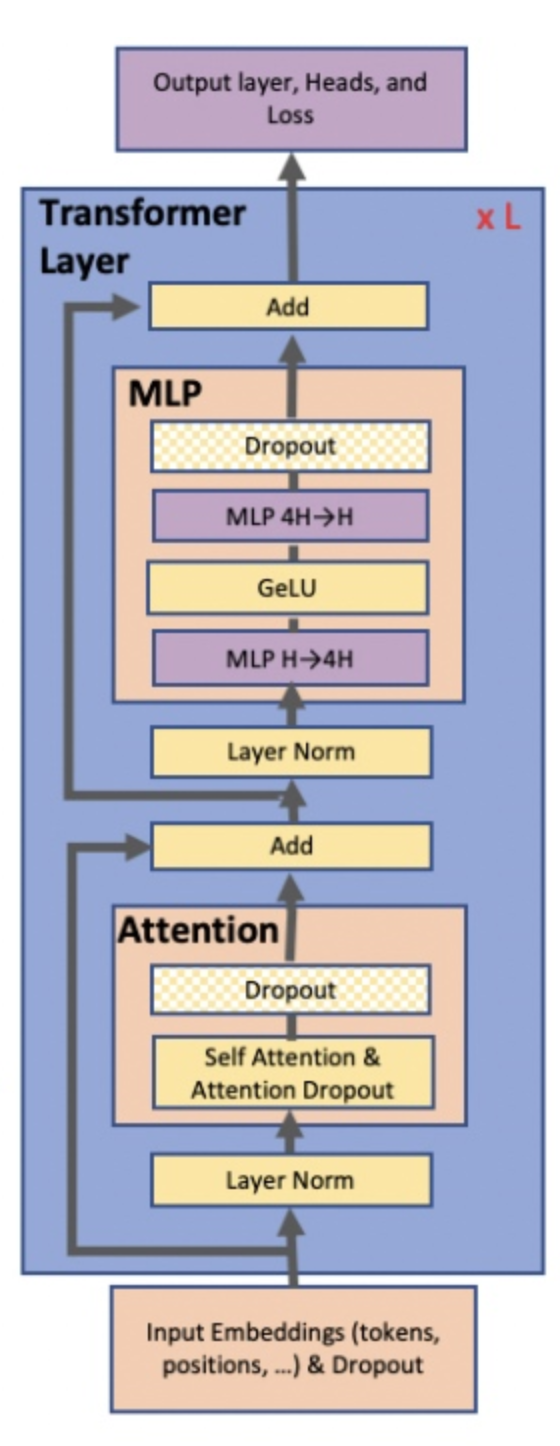 Output layer, Heads, and
Loss
Transformer
Layer
x L
Add
MLP
Dropout
MLP 4H→H
GeLU
MLP H→4H
Layer Norm
Add
Attention
Dropout
Self Attention &
Attention Dropout
Layer Norm
Input Embeddings (tokens,
positions, ...) & Dropout